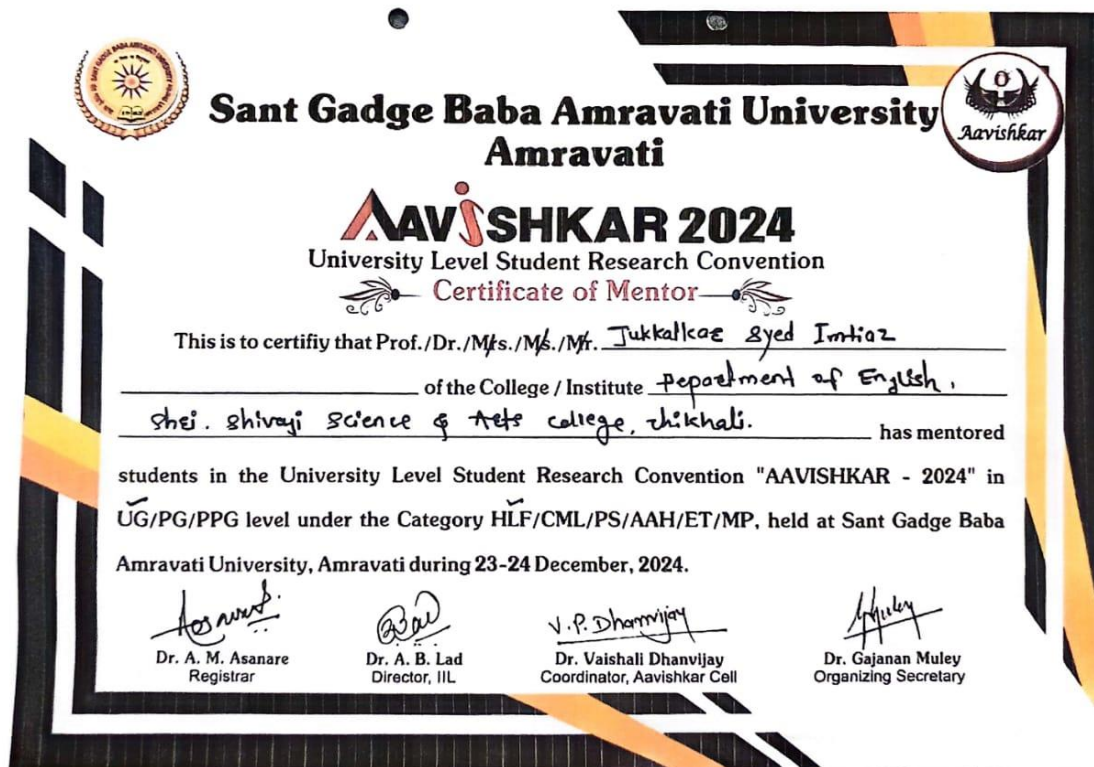 Sant Gadge Baba Amravati University
Amravati
Aavishkar
AAViSHKAR 2024
University Level Student Research Convention
Certificate of Mentor
This is to certifiy that Prof./Dr./Mrs./Ms./Mr. Jukkalkar Syed Imtiaz
of the College / Institute Department of English,
Shri. Shivaji Science & Arts College, Chikhali. has mentored
students in the University Level Student Research Convention "AAVISHKAR - 2024" in
UG/PG/PPG level under the Category HLF/CML/PS/AAH/ET/MP, held at Sant Gadge Baba
Amravati University, Amravati during 23-24 December, 2024.
V.P. Dhanvijay
Dr. A. M. Asanare
Registrar
Dr. A. B. Lad
Director, IIL
Dr. Vaishali Dhanvijay
Coordinator, Aavishkar Cell
Dr. Gajanan Muley
Organizing Secretary